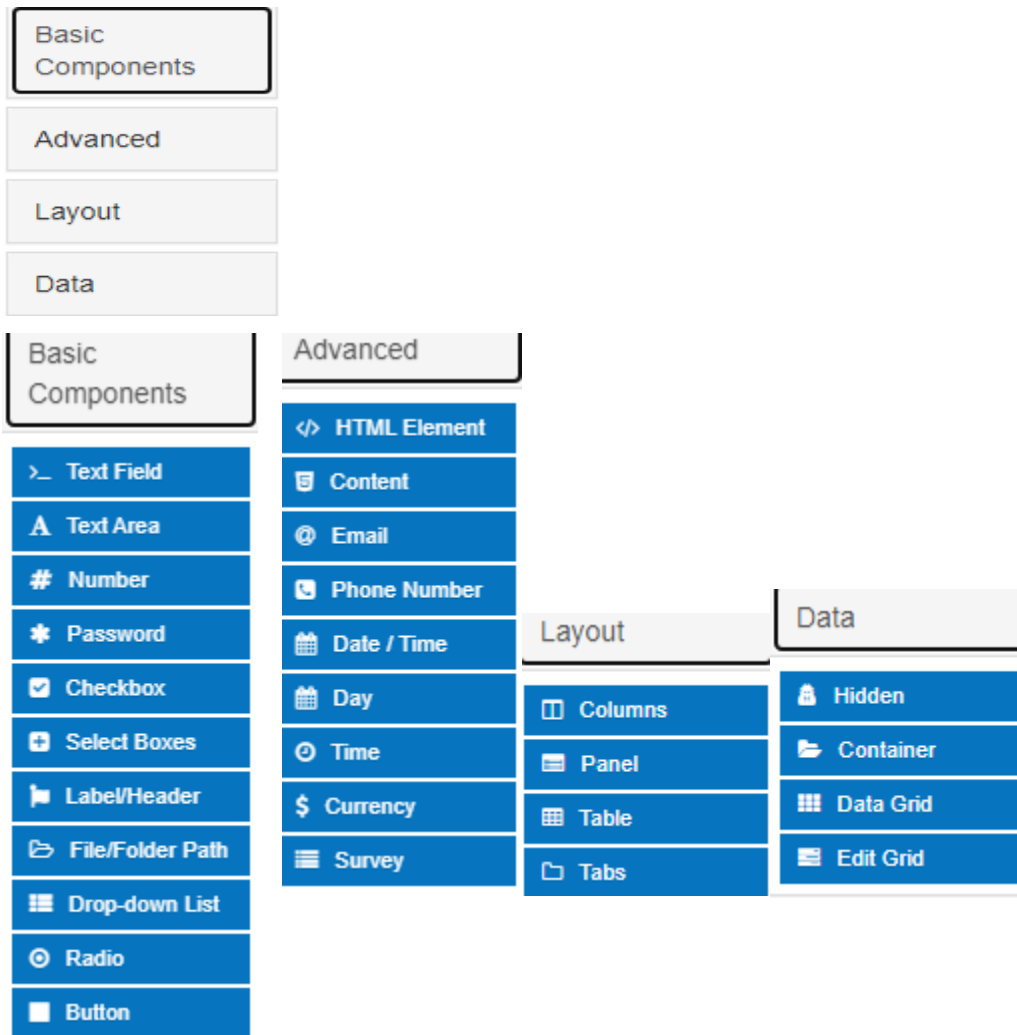 Basic
Components
Advanced
Layout
Data
Basic
Components
Text Field
Text Area
Number
Password
Checkbox
Select Boxes
Label/Header
File/Folder Path
Drop-down List
Radio
Button
Advanced
HTML Element
Content
Email
Phone Number
Date / Time
Day
Time
Currency
Survey
Layout
Columns
Panel
Table
Tabs
Data
Hidden
Container
Data Grid
Edit Grid